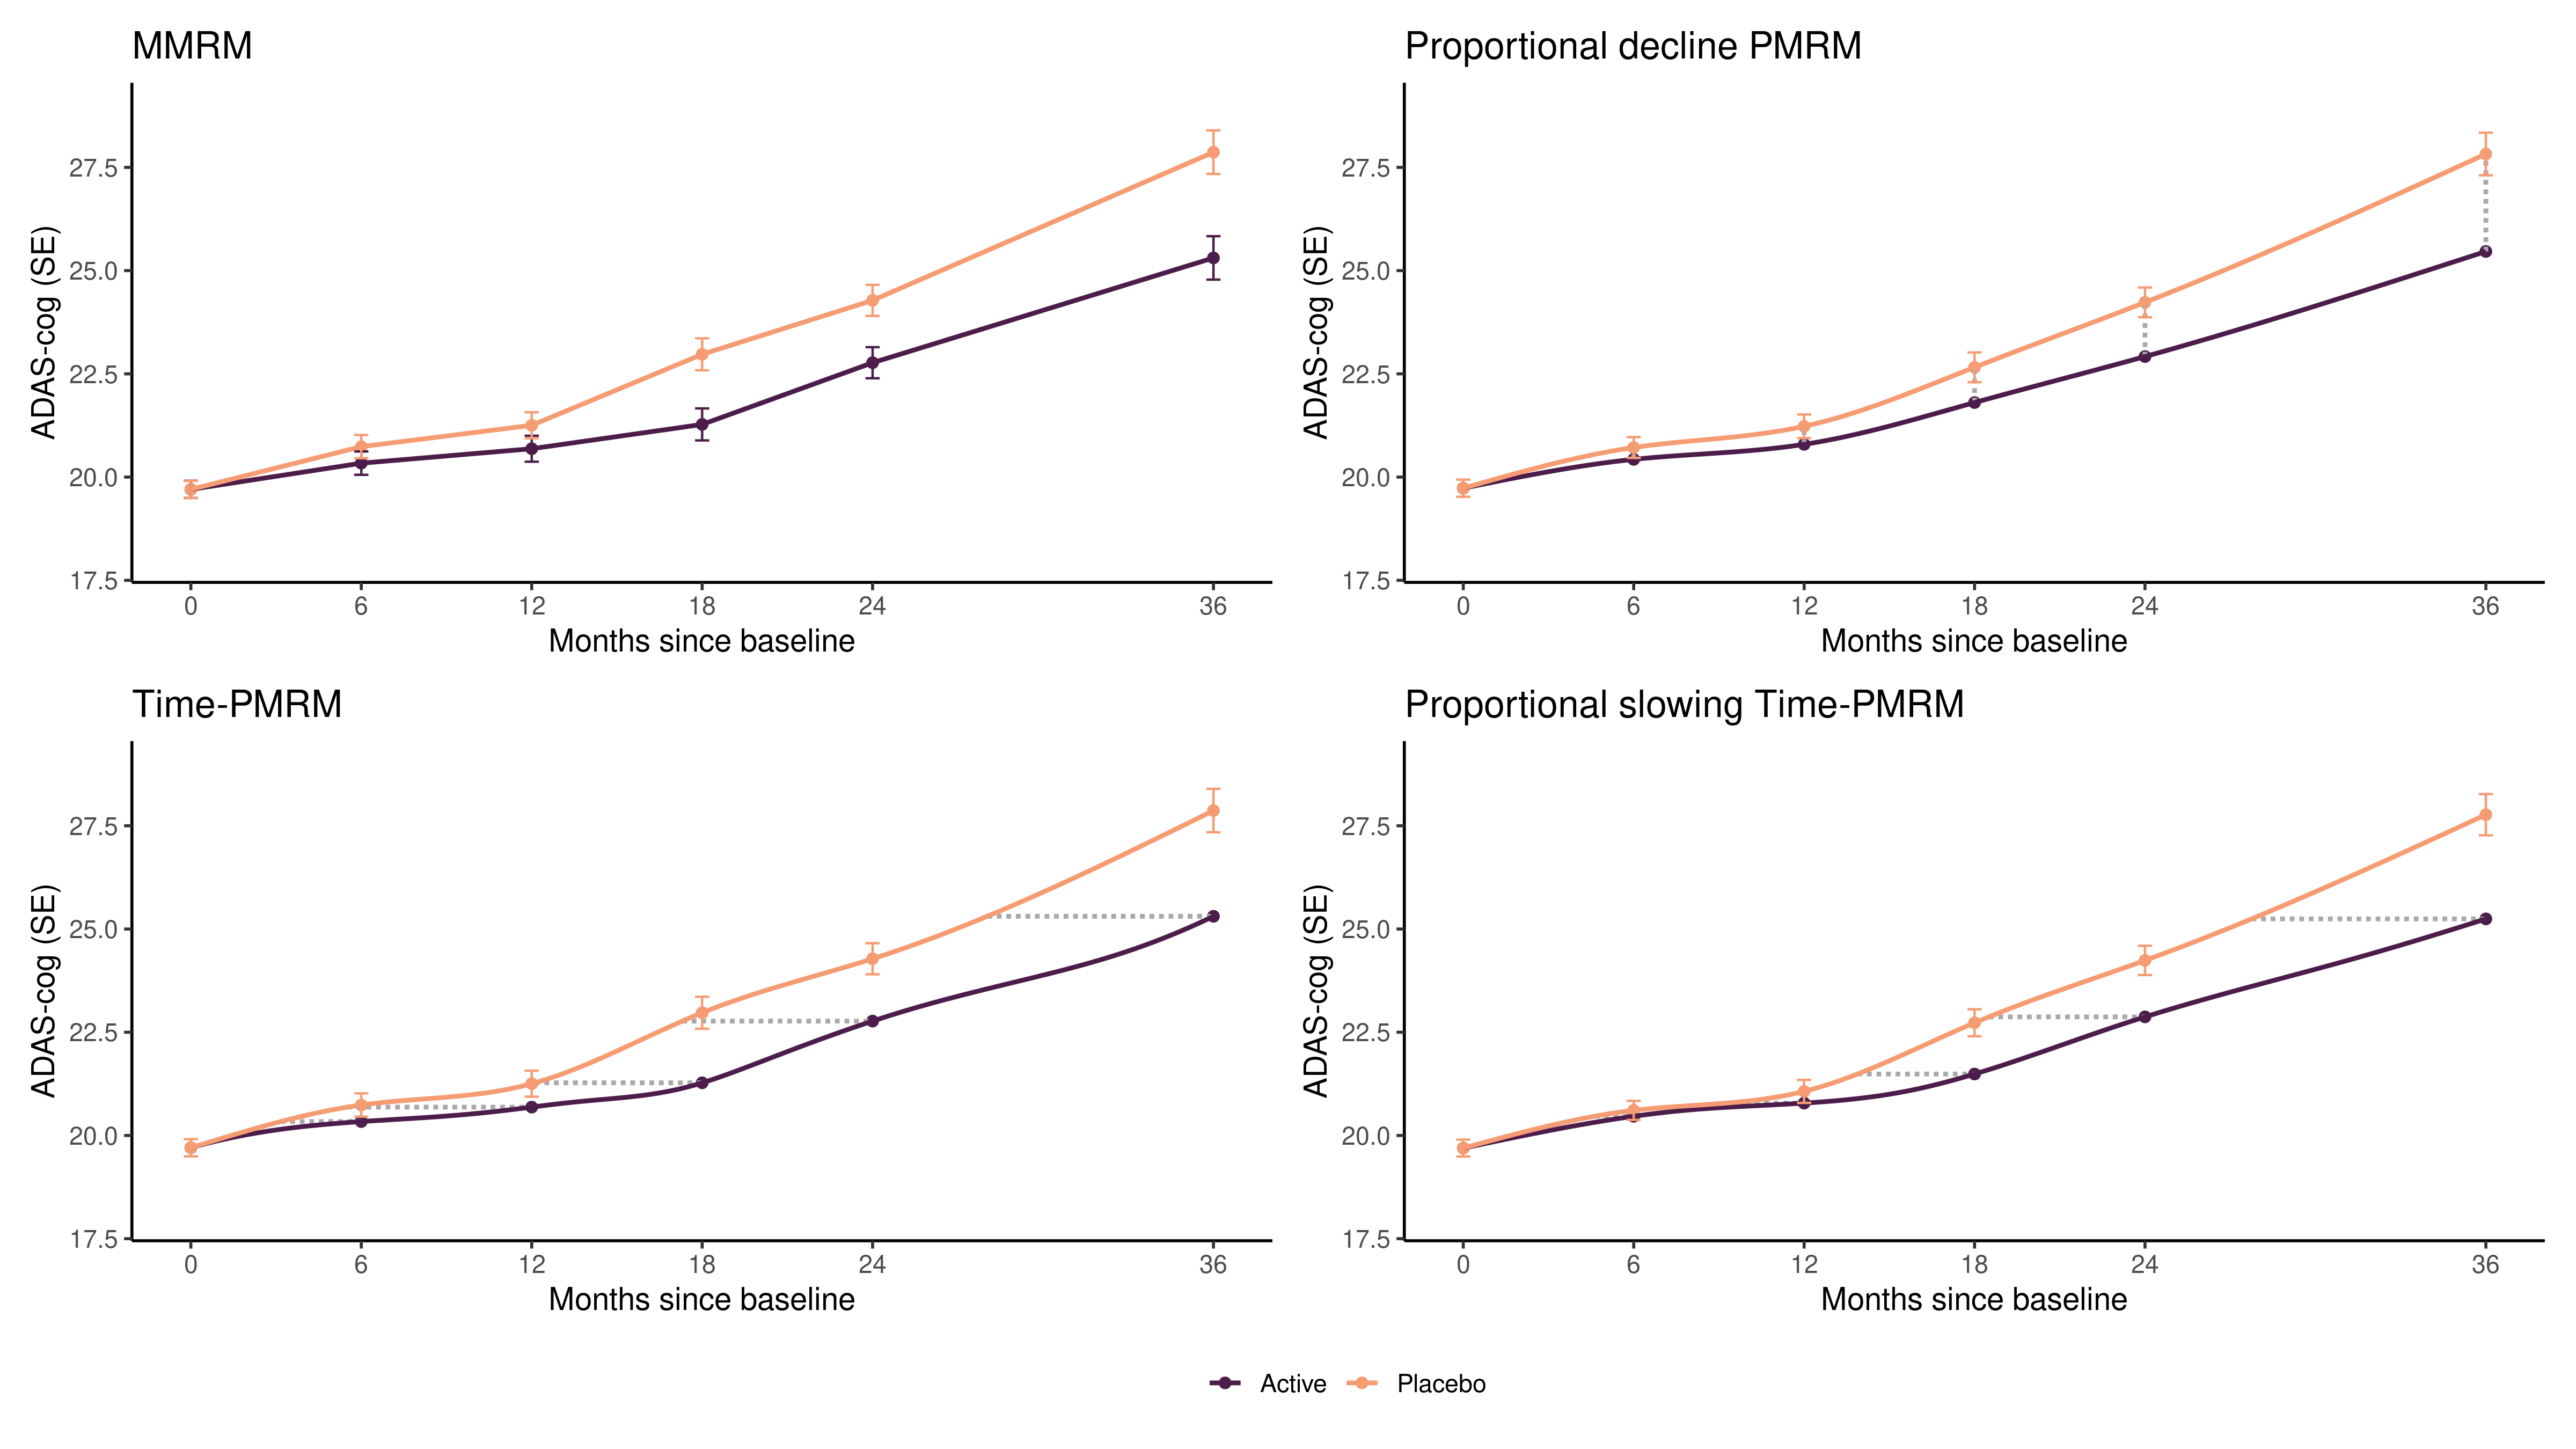 MMRM
ADAS-cog (SE)
27.5
25.0
22.5
20.0
17.5
0 6 12 18 24 36
Months since baseline
Proportional decline PMRM
ADAS-cog (SE)
27.5
25.0
22.5
20.0
17.5
0 6 12 18 24 36
Months since baseline
Time-PMRM
ADAS-cog (SE)
27.5
25.0
22.5
20.0
17.5
0 6 12 18 24 36
Months since baseline
Proportional slowing Time-PMRM
ADAS-cog (SE)
27.5
25.0
22.5
20.0
17.5
0 6 12 18 24 36
Months since baseline
Active Placebo